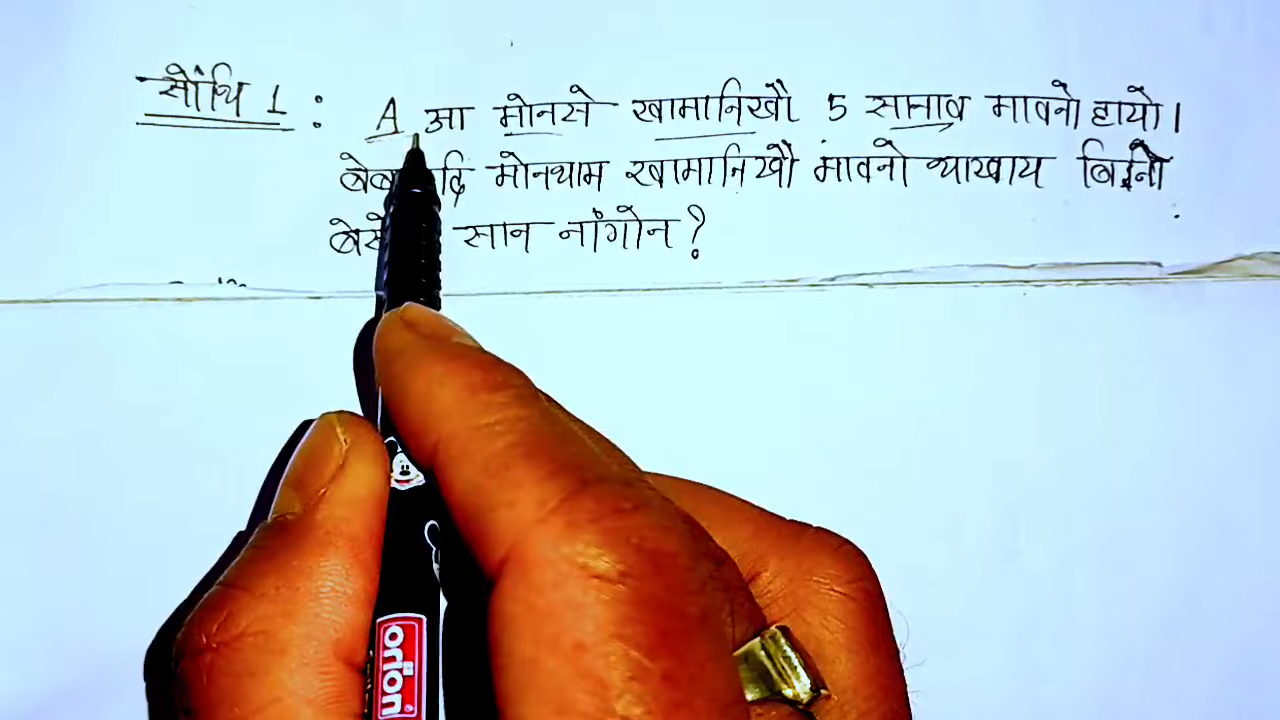 सोंथि 1 : A आ मोनसे खामानिखौ 5 सानाव मावनो हायो।
मोनथाम खामानिखौ मावनो थाखाय बिनो
सान नांगोन?
orion